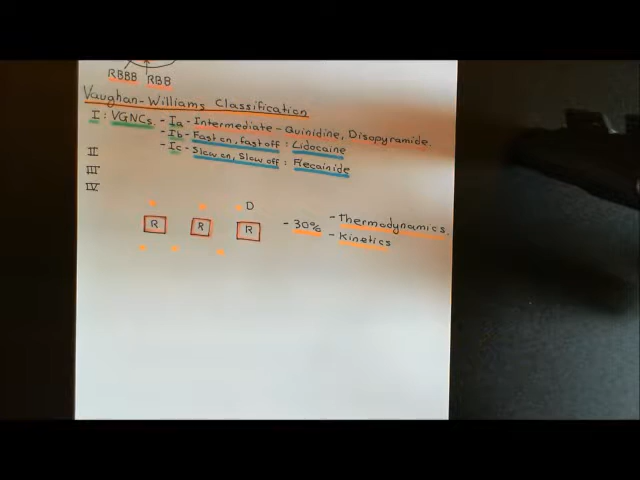 RBBB RBB
Vaughan-Williams Classification
I : VGNCs - Ia - Intermediate - Quinidine, Disopyramide.
- Ib - Fast on, fast off : Lidocaine
- Ic - Slow on, Slow off : Flecainide
II
III
IV
D
R R R - 30% - Thermodynamics.
- Kinetics